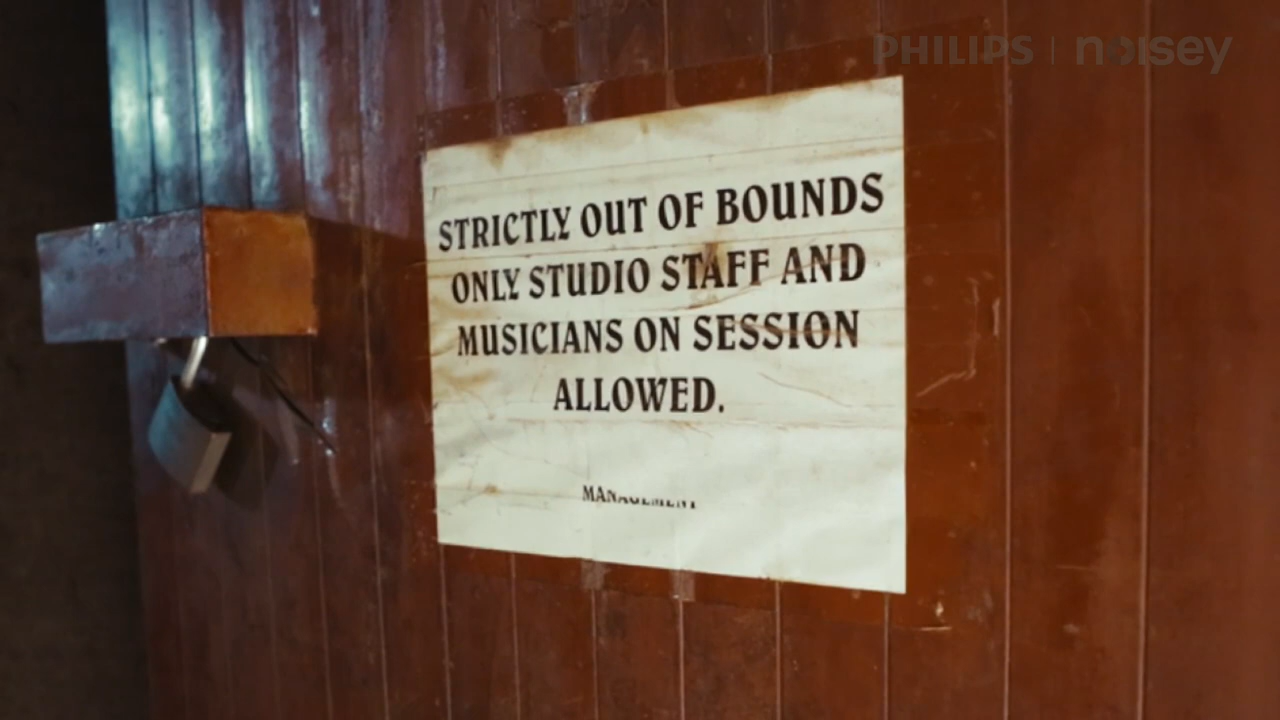 PHILIPS | noisey
STRICTLY OUT OF BOUNDS
ONLY STUDIO STAFF AND
MUSICIANS ON SESSION
ALLOWED.
MANAGEMENT